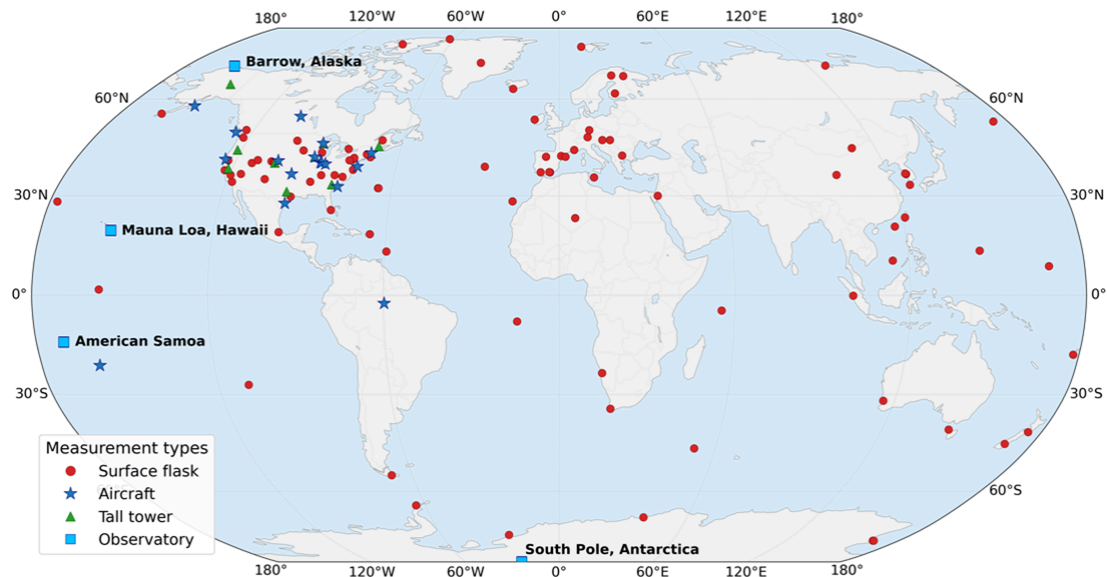 180° 120°W 60°W 0° 60°E 120°E 180°
Barrow, Alaska
60°N 60°N
30°N 30°N
Mauna Loa, Hawaii
0° 0°
American Samoa
30°S 30°S
Measurement types
Surface flask
Aircraft
Tall tower
Observatory
60°S 60°S
South Pole, Antarctica
180° 120°W 60°W 0° 60°E 120°E 180°